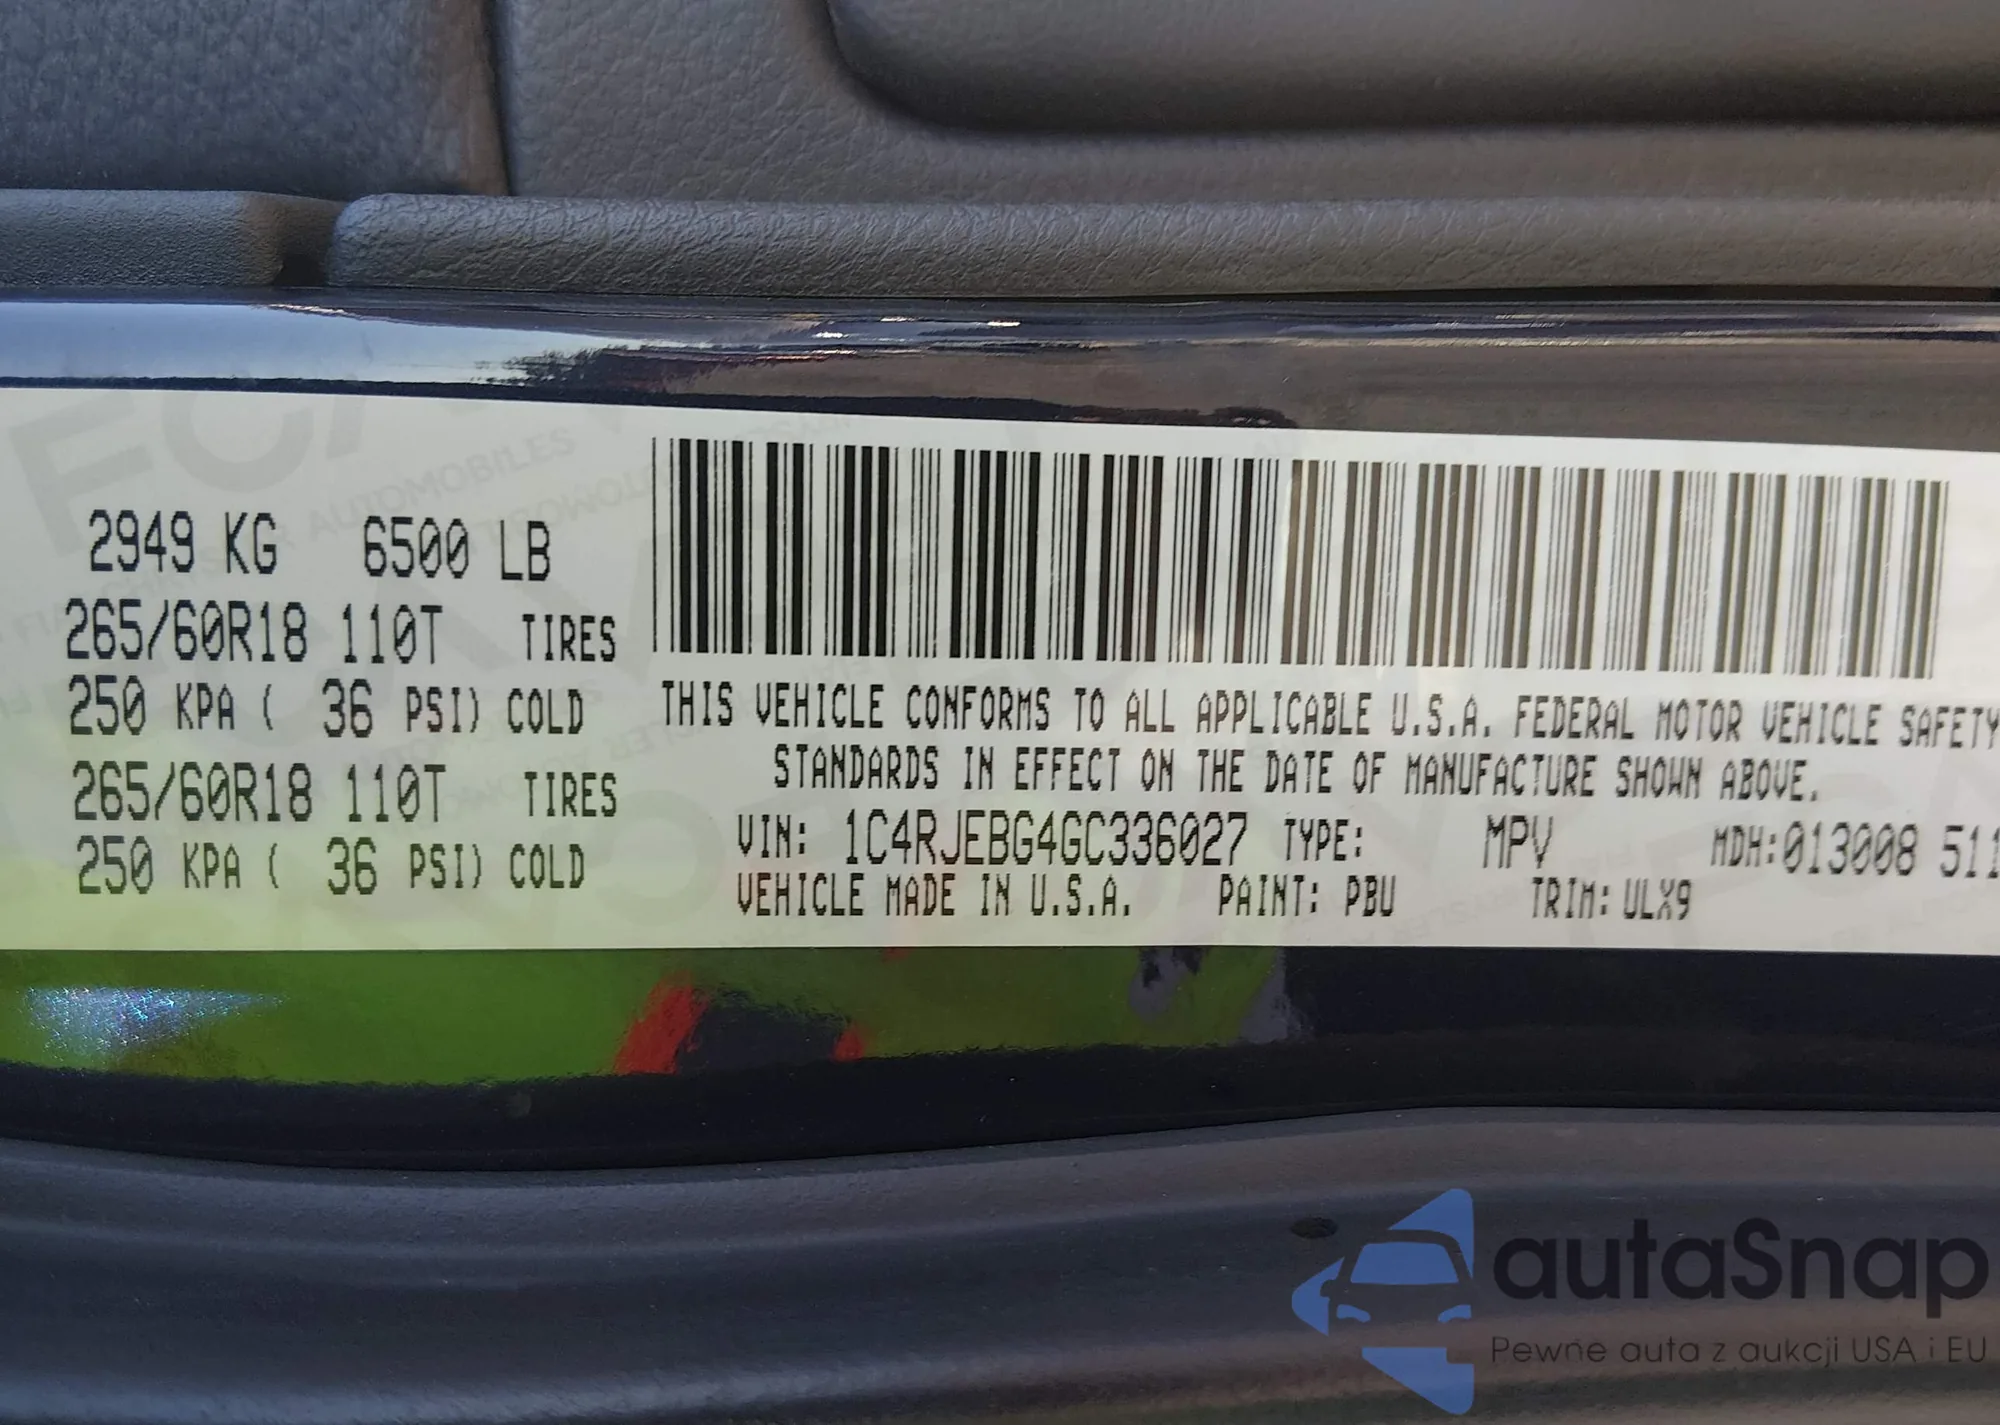 2949 KG 6500 LB
265/60R18 110T TIRES
250 KPA ( 36 PSI) COLD
265/60R18 110T TIRES
250 KPA ( 36 PSI) COLD
THIS VEHICLE CONFORMS TO ALL APPLICABLE U.S.A. FEDERAL MOTOR VEHICLE SAFETY
STANDARDS IN EFFECT ON THE DATE OF MANUFACTURE SHOWN ABOVE.
VIN: 1C4RJEBG4GC336027 TYPE: MPV MDH:013008 511
VEHICLE MADE IN U.S.A. PAINT: PBU TRIM: ULX9
autaSnap
Pewne auta z aukcji USA i EU